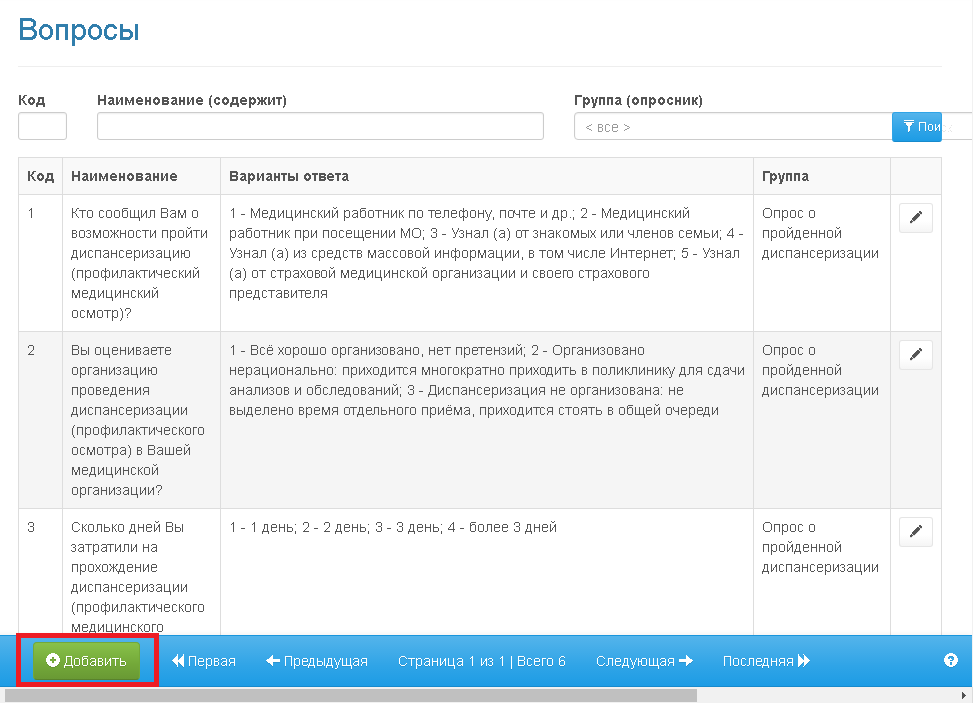 Вопросы
Код Наименование (содержит) Группа (опросник)
< все > Пои
Код Наименование Варианты ответа Группа
1 Кто сообщил Вам о 1 - Медицинский работник по телефону, почте и др.; 2 - Медицинский Опрос о
возможности пройти работник при посещении МО; 3 - Узнал (а) от знакомых или членов семьи; 4 - пройденной
диспансеризацию Узнал (а) из средств массовой информации, в том числе Интернет; 5 - Узнал диспансеризации
(профилактический (а) от страховой медицинской организации и своего страхового
медицинский представителя
осмотр)?
2 Вы оцениваете 1 - Всё хорошо организовано, нет претензий; 2 - Организовано Опрос о
организацию нерационально: приходится многократно приходить в поликлинику для сдачи пройденной
проведения анализов и обследований; 3 - Диспансеризация не организована: не диспансеризации
диспансеризации выделено время отдельного приёма, приходится стоять в общей очереди
(профилактического
осмотра) в Вашей
медицинской
организации?
3 Сколько дней Вы 1 - 1 день; 2 - 2 день; 3 - 3 день; 4 - более 3 дней Опрос о
затратили на пройденной
прохождение диспансеризации
диспансеризации
(профилактического
медицинского
Добавить Первая Предыдущая Страница 1 из 1 | Всего 6 Следующая Последняя ?